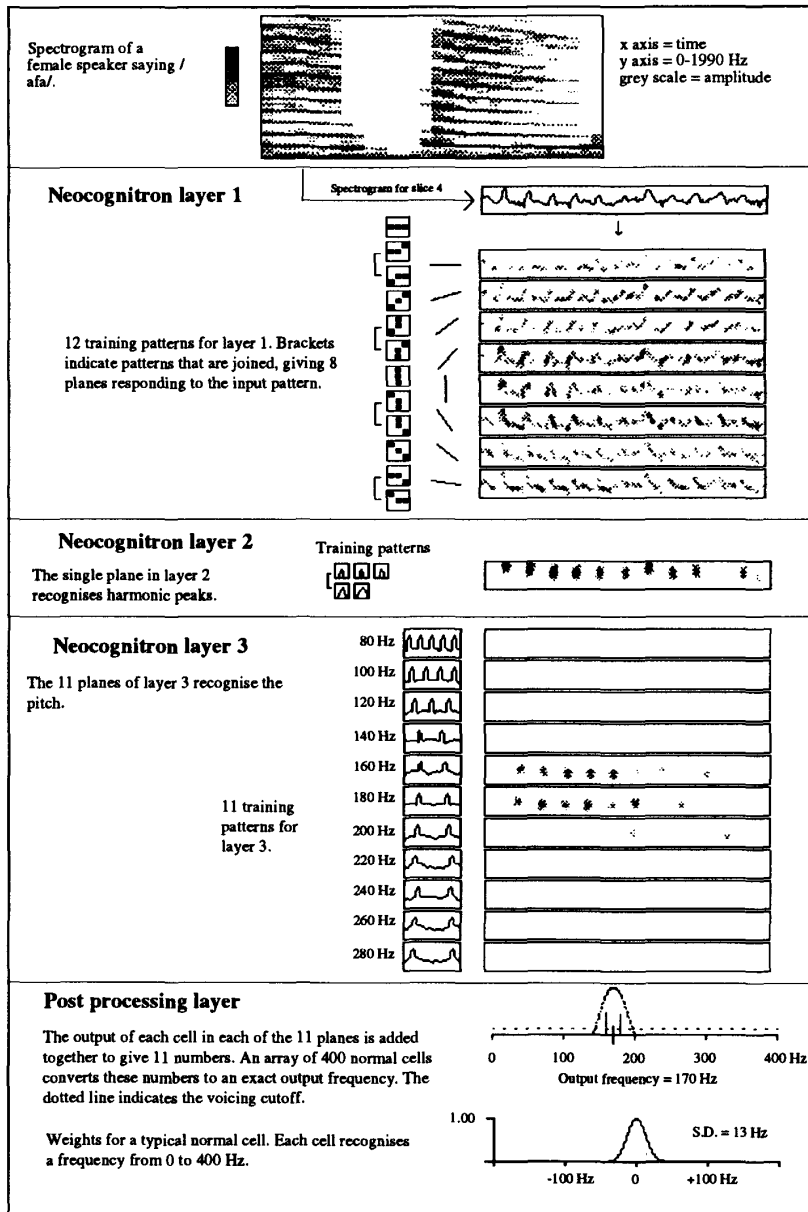 Spectrogram of a
female speaker saying /
afa/.
x axis = time
y axis = 0-1990 Hz
grey scale = amplitude
Neocognitron layer 1
Spectrogram for slice 4
12 training patterns for layer 1. Brackets
indicate patterns that are joined, giving 8
planes responding to the input pattern.
Neocognitron layer 2
Training patterns
The single plane in layer 2
recognises harmonic peaks.
Neocognitron layer 3
The 11 planes of layer 3 recognise the
pitch.
11 training
patterns for
layer 3.
80 Hz
100 Hz
120 Hz
140 Hz
160 Hz
180 Hz
200 Hz
220 Hz
240 Hz
260 Hz
280 Hz
Post processing layer
The output of each cell in each of the 11 planes is added
together to give 11 numbers. An array of 400 normal cells
converts these numbers to an exact output frequency. The
dotted line indicates the voicing cutoff.
0 100 200 300 400 Hz
Output frequency = 170 Hz
Weights for a typical normal cell. Each cell recognises
a frequency from 0 to 400 Hz.
1.00
S.D. = 13 Hz
-100 Hz 0 +100 Hz